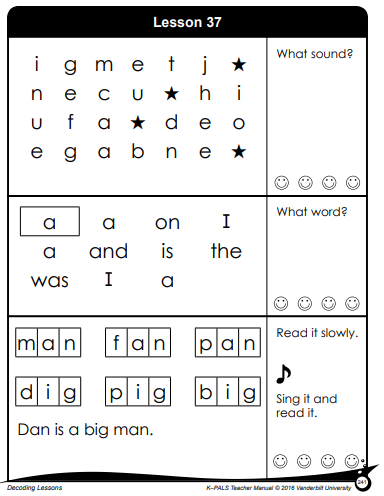 Lesson 37
i g m e t j ★
n e c u ★ h i
u f a ★ d e o
e g a b n e ★
What sound?
a a on I
a and is the
was I a
What word?
man fan pan
dig pig big
Dan is a big man.
Read it slowly.
Sing it and
read it.
Decoding Lessons
K–PALS Teacher Manual © 2016 Vanderbilt University
241